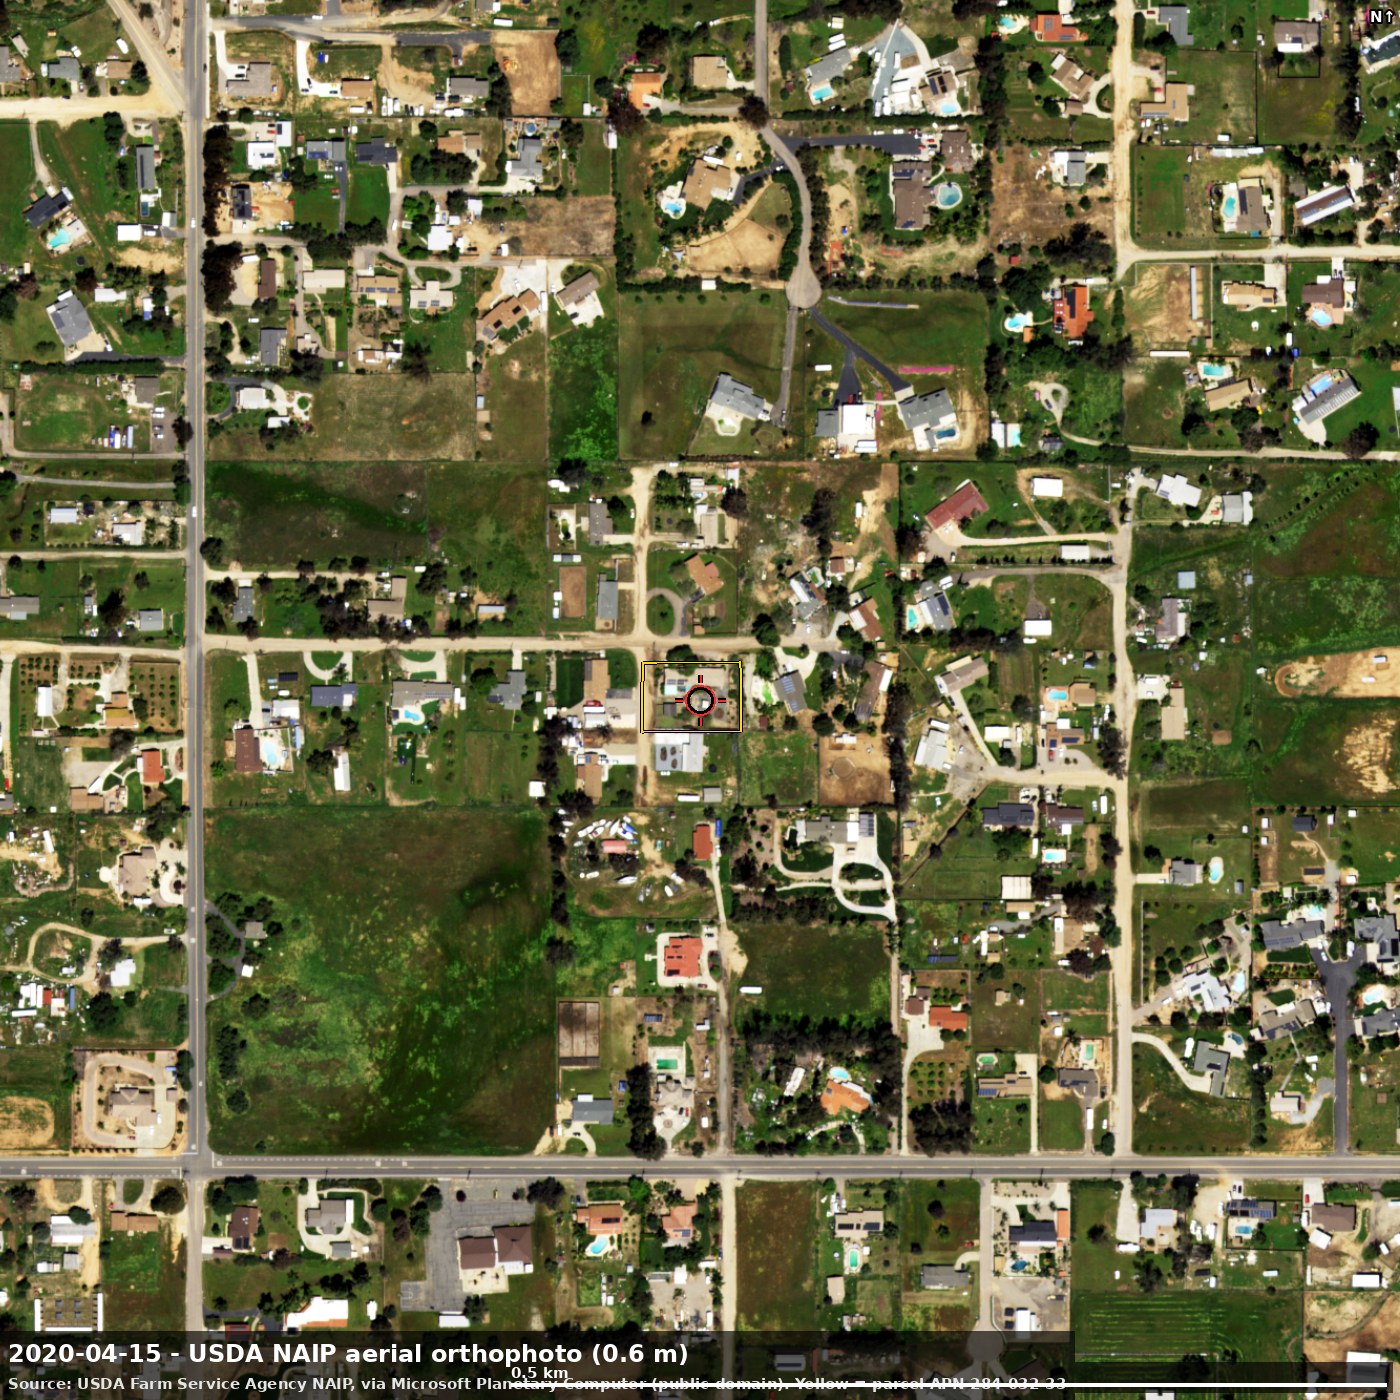 N↑
2020-04-15 - USDA NAIP aerial orthophoto (0.6 m)
0.5 km
Source: USDA Farm Service Agency NAIP, via Microsoft Planetary Computer (public domain). Yellow = parcel APN 284-032-33